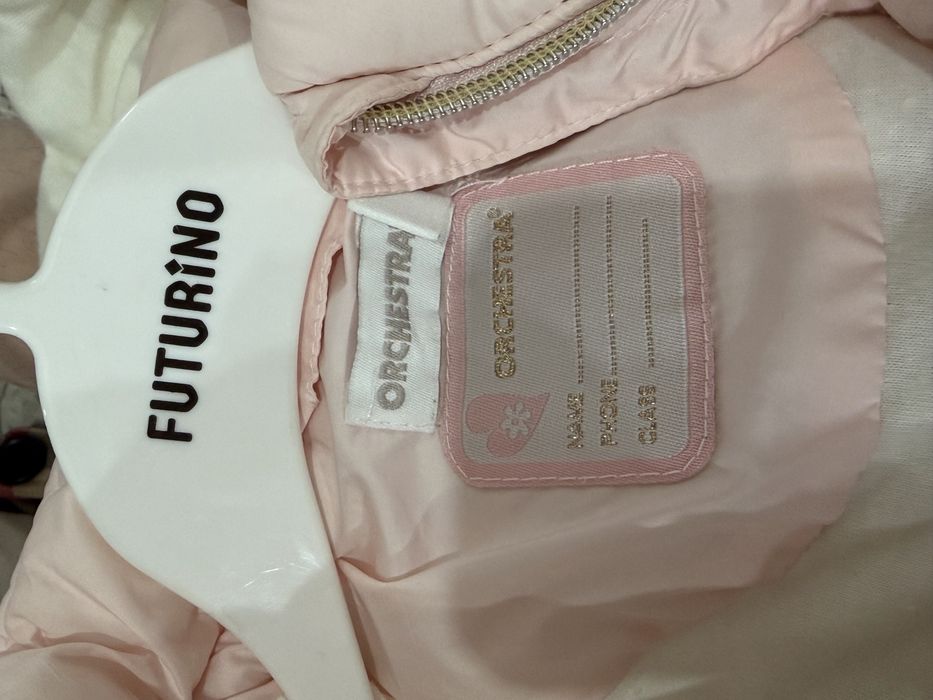 FUTURINO
ORCHESTRA
ORCHESTRA®
NAME
PHONE
CLASS